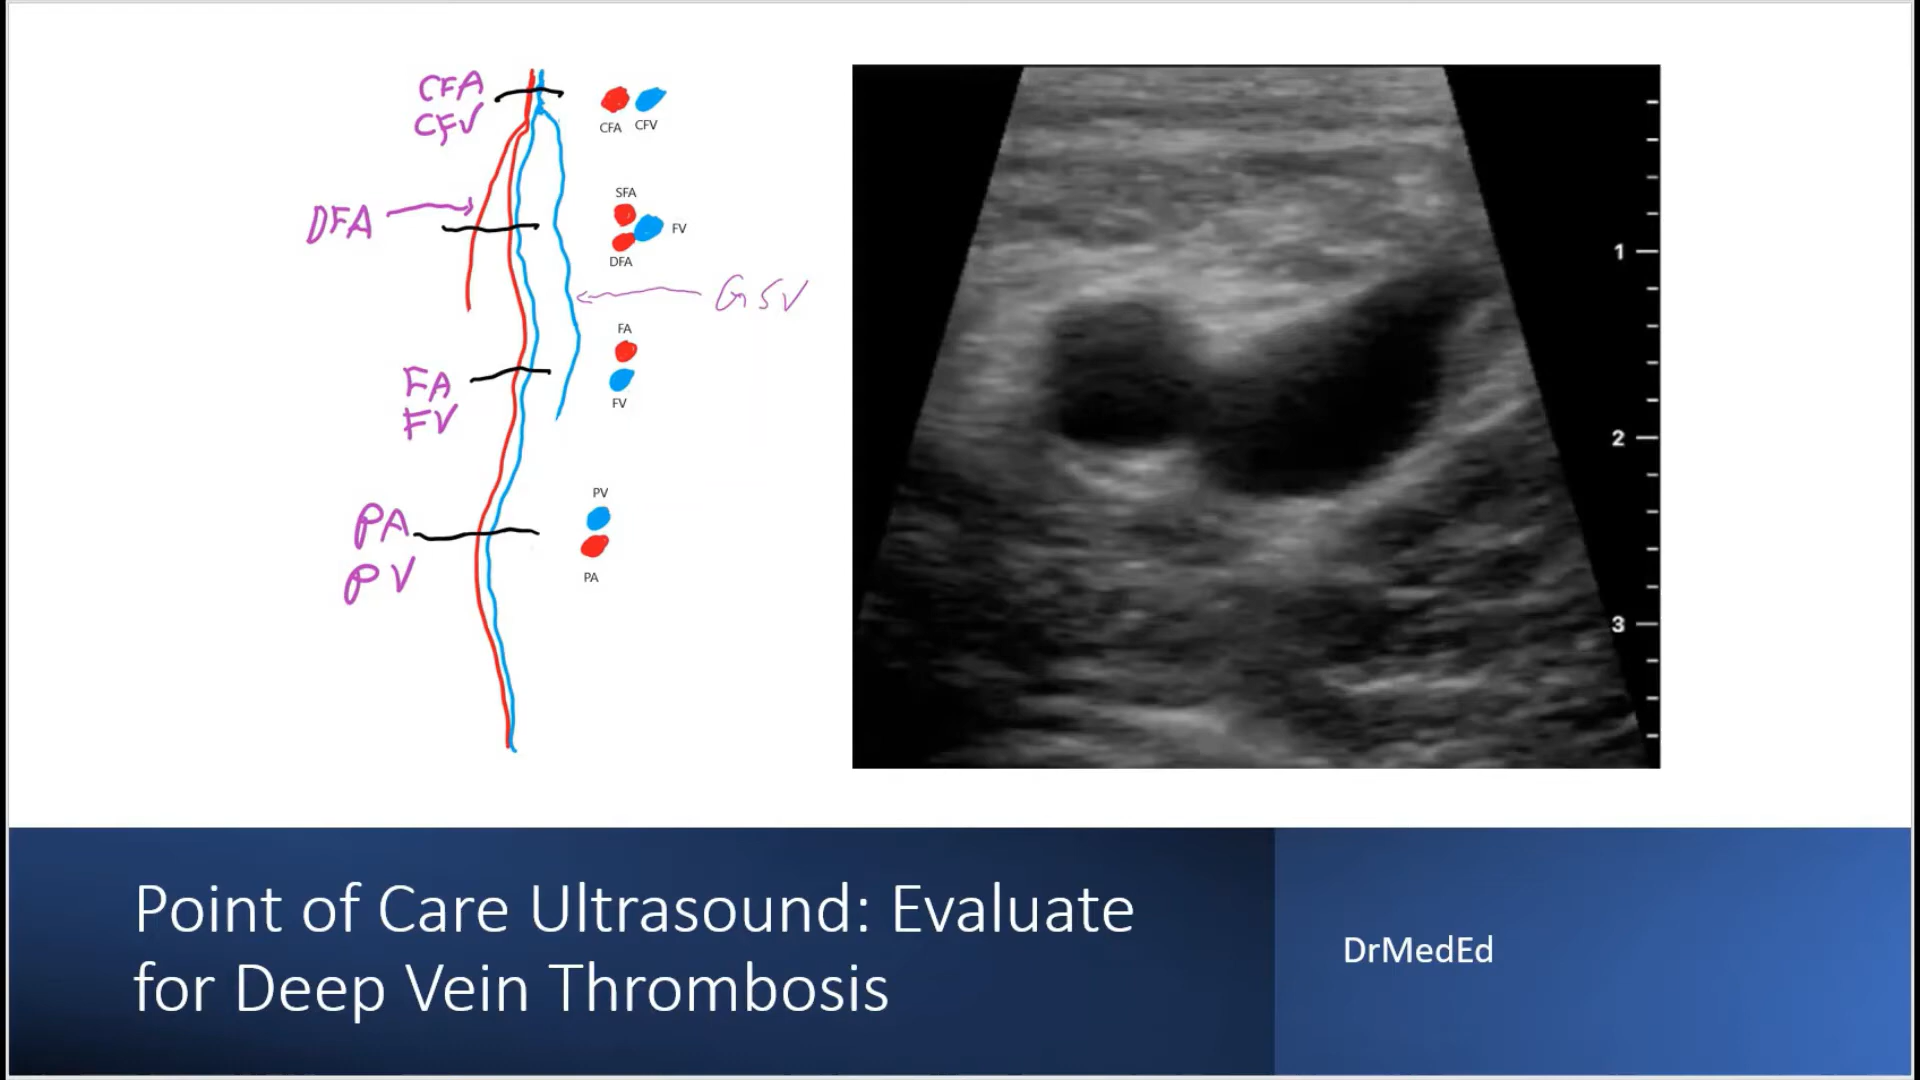 CFA
CFV
CFA CFV
DFA
SFA
FV
DFA
GSV
FA
FA
FV
FV
PV
PA
PV
PA
1
2
3
Point of Care Ultrasound: Evaluate
for Deep Vein Thrombosis
DrMedEd